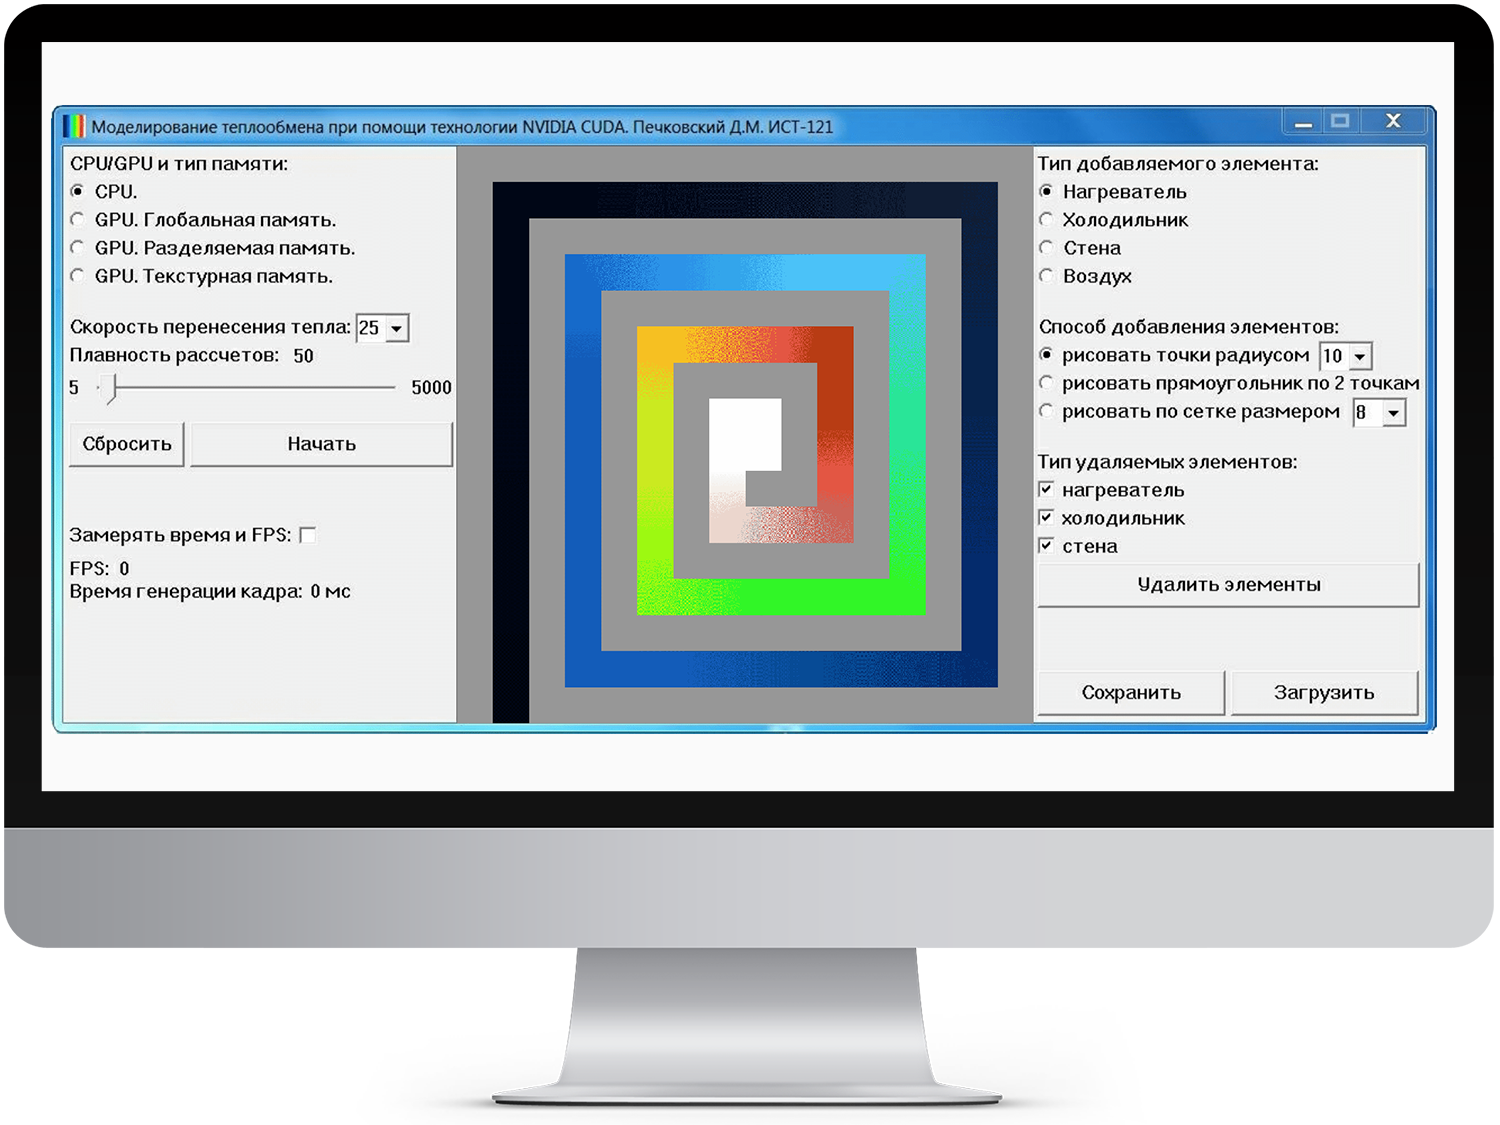 Моделирование теплообмена при помощи технологии NVIDIA CUDA. Печковский Д.М. ИСТ-121
CPU/GPU и тип памяти:
CPU.
GPU. Глобальная память.
GPU. Разделяемая память.
GPU. Текстурная память.
Скорость перенесения тепла: 25
Плавность рассчетов: 50
5 5000
Сбросить Начать
Замерять время и FPS:
FPS: 0
Время генерации кадра: 0 мс
Тип добавляемого элемента:
Нагреватель
Холодильник
Стена
Воздух
Способ добавления элементов:
рисовать точки радиусом 10
рисовать прямоугольник по 2 точкам
рисовать по сетке размером 8
Тип удаляемых элементов:
нагреватель
холодильник
стена
Удалить элементы
Сохранить Загрузить